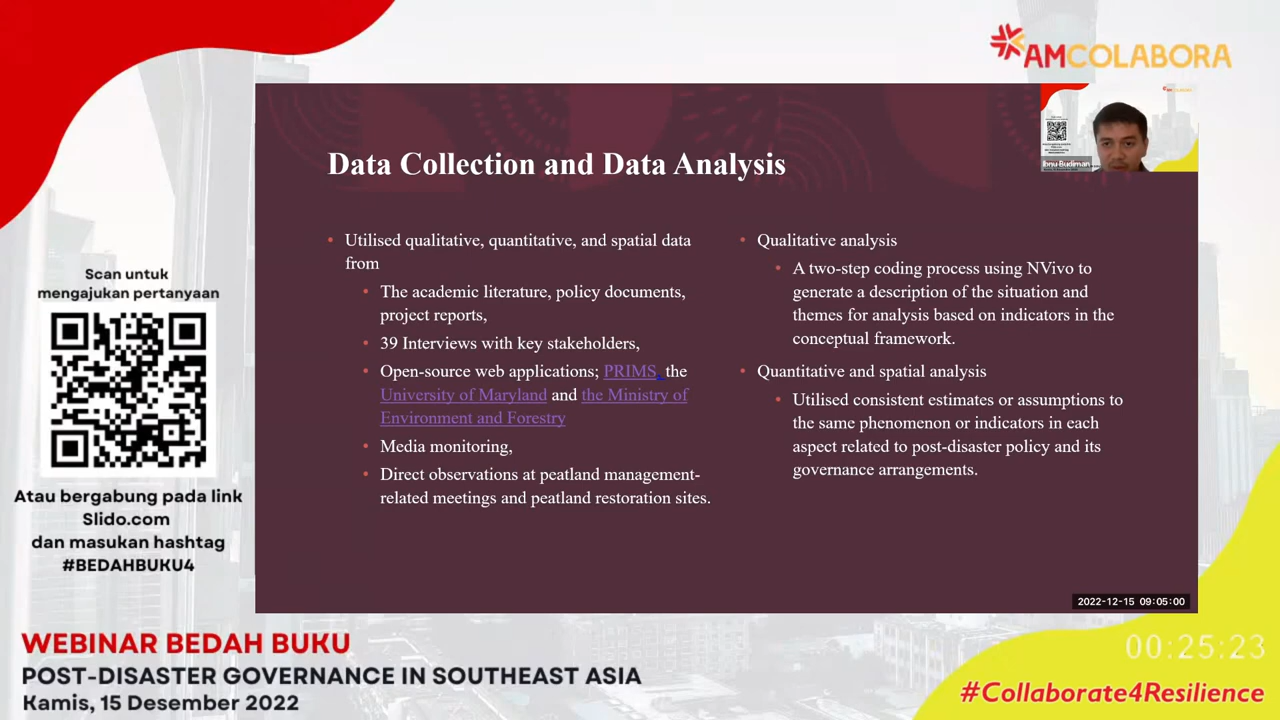 AMCOLABORA
Data Collection and Data Analysis
Ibnu Budiman
• Utilised qualitative, quantitative, and spatial data
from
• The academic literature, policy documents,
project reports,
• 39 Interviews with key stakeholders,
• Open-source web applications; PRIMS, the
University of Maryland and the Ministry of
Environment and Forestry
• Media monitoring,
• Direct observations at peatland management-
related meetings and peatland restoration sites.
• Qualitative analysis
• A two-step coding process using NVivo to
generate a description of the situation and
themes for analysis based on indicators in the
conceptual framework.
• Quantitative and spatial analysis
• Utilised consistent estimates or assumptions to
the same phenomenon or indicators in each
aspect related to post-disaster policy and its
governance arrangements.
Scan untuk
mengajukan pertanyaan
Atau bergabung pada link
Slido.com
dan masukan hashtag
#BEDAHBUKU4
2022-12-15 09:05:00
WEBINAR BEDAH BUKU
POST-DISASTER GOVERNANCE IN SOUTHEAST ASIA
Kamis, 15 Desember 2022
00:25:23
#Collaborate4Resilience